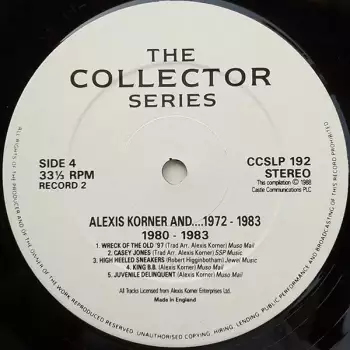 THE
COLLECTOR
SERIES
SIDE 4
33⅓ RPM
RECORD 2
CCSLP 192
STEREO
This compilation ℗ 1988
Castle Communications PLC
ALEXIS KORNER AND....1972 - 1983
1980 - 1983
1. WRECK OF THE OLD '97 (Trad Arr. Alexis Korner) Muso Mail
2. CASEY JONES (Trad Arr. Alexis Korner) SSP Music
3. HIGH HEELED SNEAKERS (Robert Higginbotham) Jewel Music
4. KING B.B. (Alexis Korner) Muso Mail
5. JUVENILE DELINQUENT (Alexis Korner) Muso Mail
All Tracks Licensed from Alexis Korner Enterprises Ltd.
Made in England
ALL RIGHTS OF THE PRODUCER AND OF THE OWNER OF THE WORK REPRODUCED RESERVED. UNAUTHORISED COPYING, HIRING, LENDING, PUBLIC PERFORMANCE AND BROADCASTING OF THIS RECORD PROHIBITED